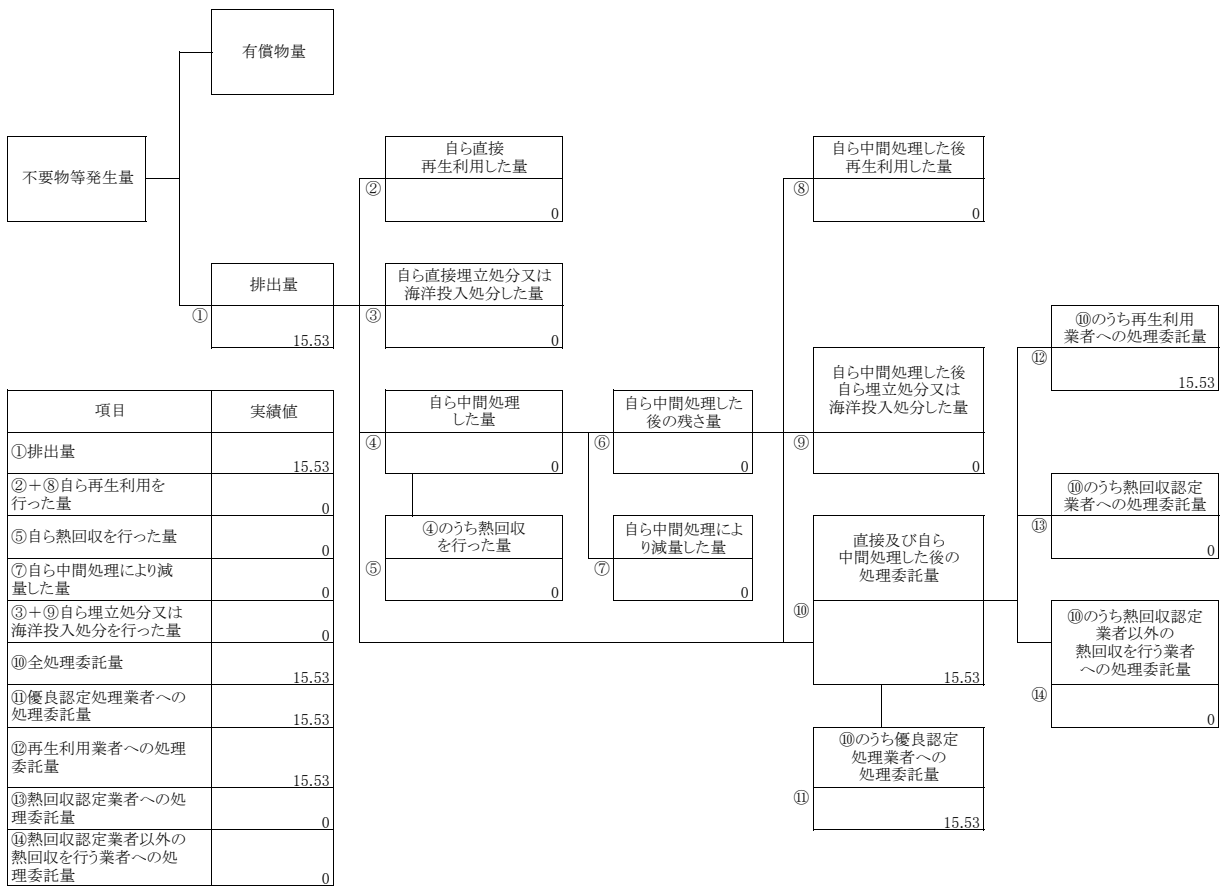 有償物量
不要物等発生量
排出量
①
15.53
自ら直接
再生利用した量
②
0
自ら直接埋立処分又は
海洋投入処分した量
③
0
自ら中間処理
した量
④
0
④のうち熱回収
を行った量
⑤
0
自ら中間処理した
後の残さ量
⑥
0
自ら中間処理によ
り減量した量
⑦
0
自ら中間処理した後
再生利用した量
⑧
0
自ら中間処理した後
自ら埋立処分又は
海洋投入処分した量
⑨
0
直接及び自ら
中間処理した後の
処理委託量
⑩
15.53
⑩のうち優良認定
処理業者への
処理委託量
⑪
15.53
⑩のうち再生利用
業者への処理委託量
⑫
15.53
⑩のうち熱回収認定
業者への処理委託量
⑬
0
⑩のうち熱回収認定
業者以外の
熱回収を行う業者
への処理委託量
⑭
0
項目 実績値
①排出量
15.53
②+⑧自ら再生利用を
行った量
0
⑤自ら熱回収を行った量
0
⑦自ら中間処理により減
量した量
0
③+⑨自ら埋立処分又は
海洋投入処分を行った量
0
⑩全処理委託量
15.53
⑪優良認定処理業者への
処理委託量
15.53
⑫再生利用業者への処理
委託量
15.53
⑬熱回収認定業者への処
理委託量
0
⑭熱回収認定業者以外の
熱回収を行う業者への処
理委託量
0